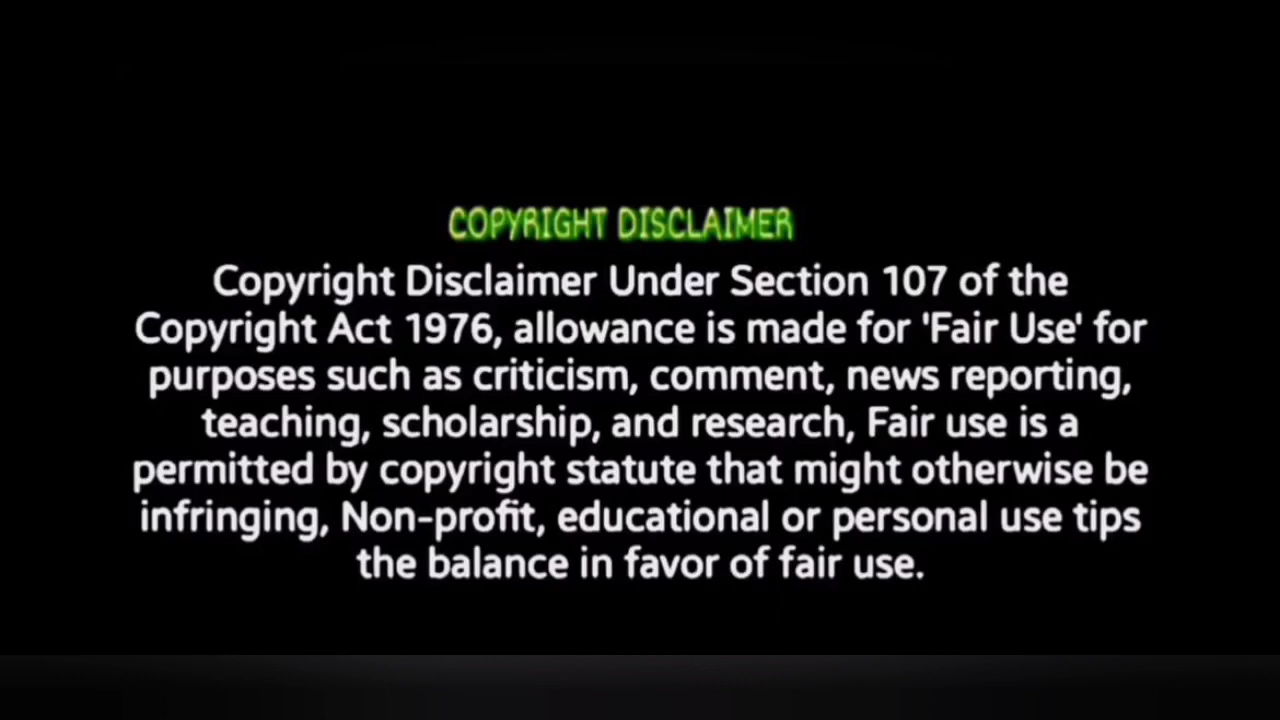 COPYRIGHT DISCLAIMER
Copyright Disclaimer Under Section 107 of the
Copyright Act 1976, allowance is made for 'Fair Use' for
purposes such as criticism, comment, news reporting,
teaching, scholarship, and research, Fair use is a
permitted by copyright statute that might otherwise be
infringing, Non-profit, educational or personal use tips
the balance in favor of fair use.